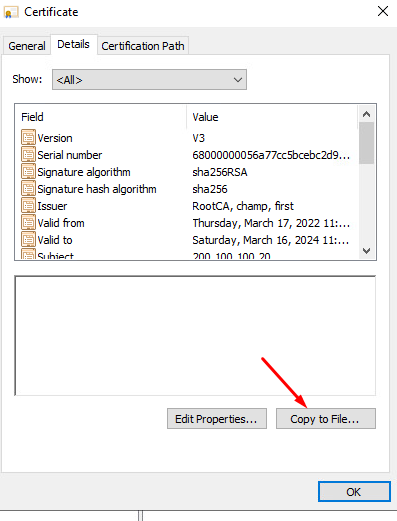 Certificate
General Details Certification Path
Show: <All>
Field Value
Version V3
Serial number 68000000056a77cc5bcebc2d9...
Signature algorithm sha256RSA
Signature hash algorithm sha256
Issuer RootCA, champ, first
Valid from Thursday, March 17, 2022 11:...
Valid to Saturday, March 16, 2024 11:...
Subject 200.100.100.20
Edit Properties... Copy to File...
OK